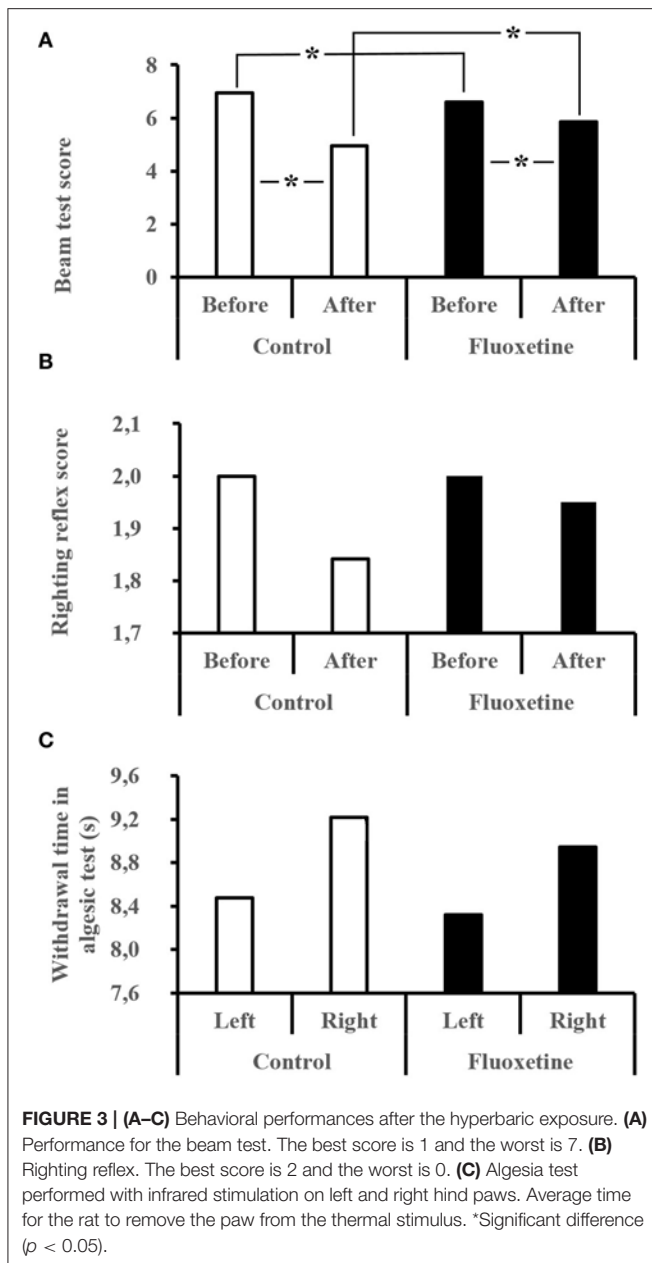 A
Beam test score
8
6
4
2
0
*
*
*
*
Before After Before After
Control Fluoxetine
B
Righting reflex score
2,1
2,0
1,9
1,8
1,7
Before After Before After
Control Fluoxetine
C
Withdrawal time in
algesic test (s)
9,6
9,2
8,8
8,4
8,0
7,6
Left Right Left Right
Control Fluoxetine
FIGURE 3 | (A–C) Behavioral performances after the hyperbaric exposure. (A)
Performance for the beam test. The best score is 1 and the worst is 7. (B)
Righting reflex. The best score is 2 and the worst is 0. (C) Algesia test
performed with infrared stimulation on left and right hind paws. Average time
for the rat to remove the paw from the thermal stimulus. *Significant difference
(p < 0.05).